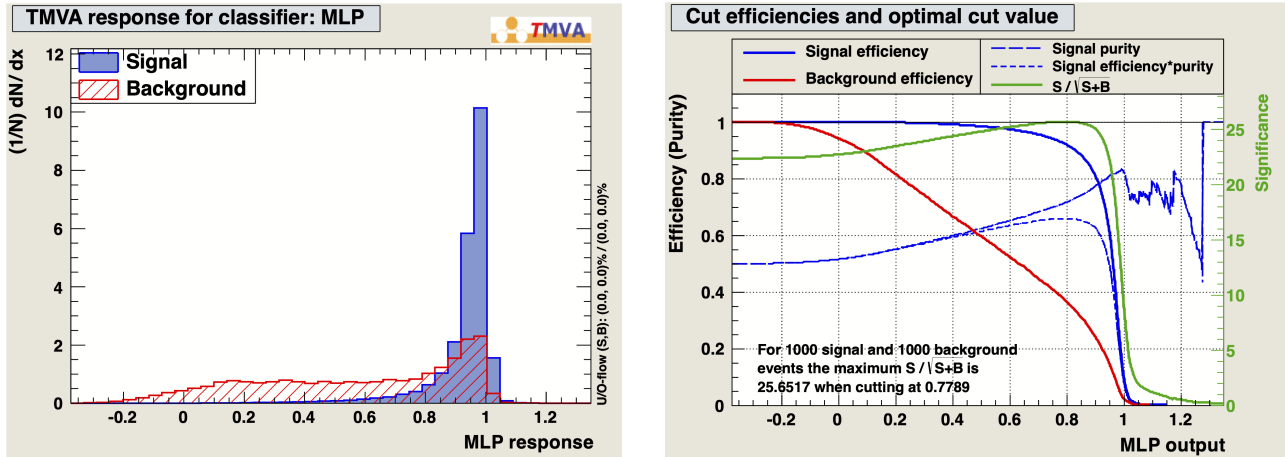 TMVA response for classifier: MLP
TMVA
(1/N) dN/ dx
Signal
Background
12
10
8
6
4
2
0
-0.2 0 0.2 0.4 0.6 0.8 1 1.2
MLP response
U/O-flow (S,B): (0.0, 0.0)% / (0.0, 0.0)%
Cut efficiencies and optimal cut value
Signal efficiency
Background efficiency
Signal purity
Signal efficiency*purity
S / √S+B
Efficiency (Purity)
1
0.8
0.6
0.4
0.2
0
For 1000 signal and 1000 background
events the maximum S / √S+B is
25.6517 when cutting at 0.7789
-0.2 0 0.2 0.4 0.6 0.8 1 1.2
MLP output
25
20
15
10
5
0
Significance